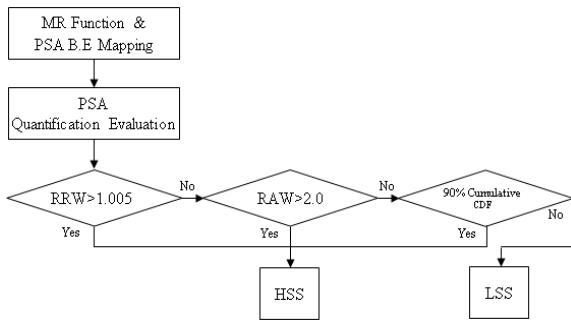 MR Function &
PSA B.E Mapping
PSA
Quantification Evaluation
RRW>1.005
No
RAW>2.0
No
90% Cumulative
CDF
No
Yes
Yes
Yes
HSS
LSS